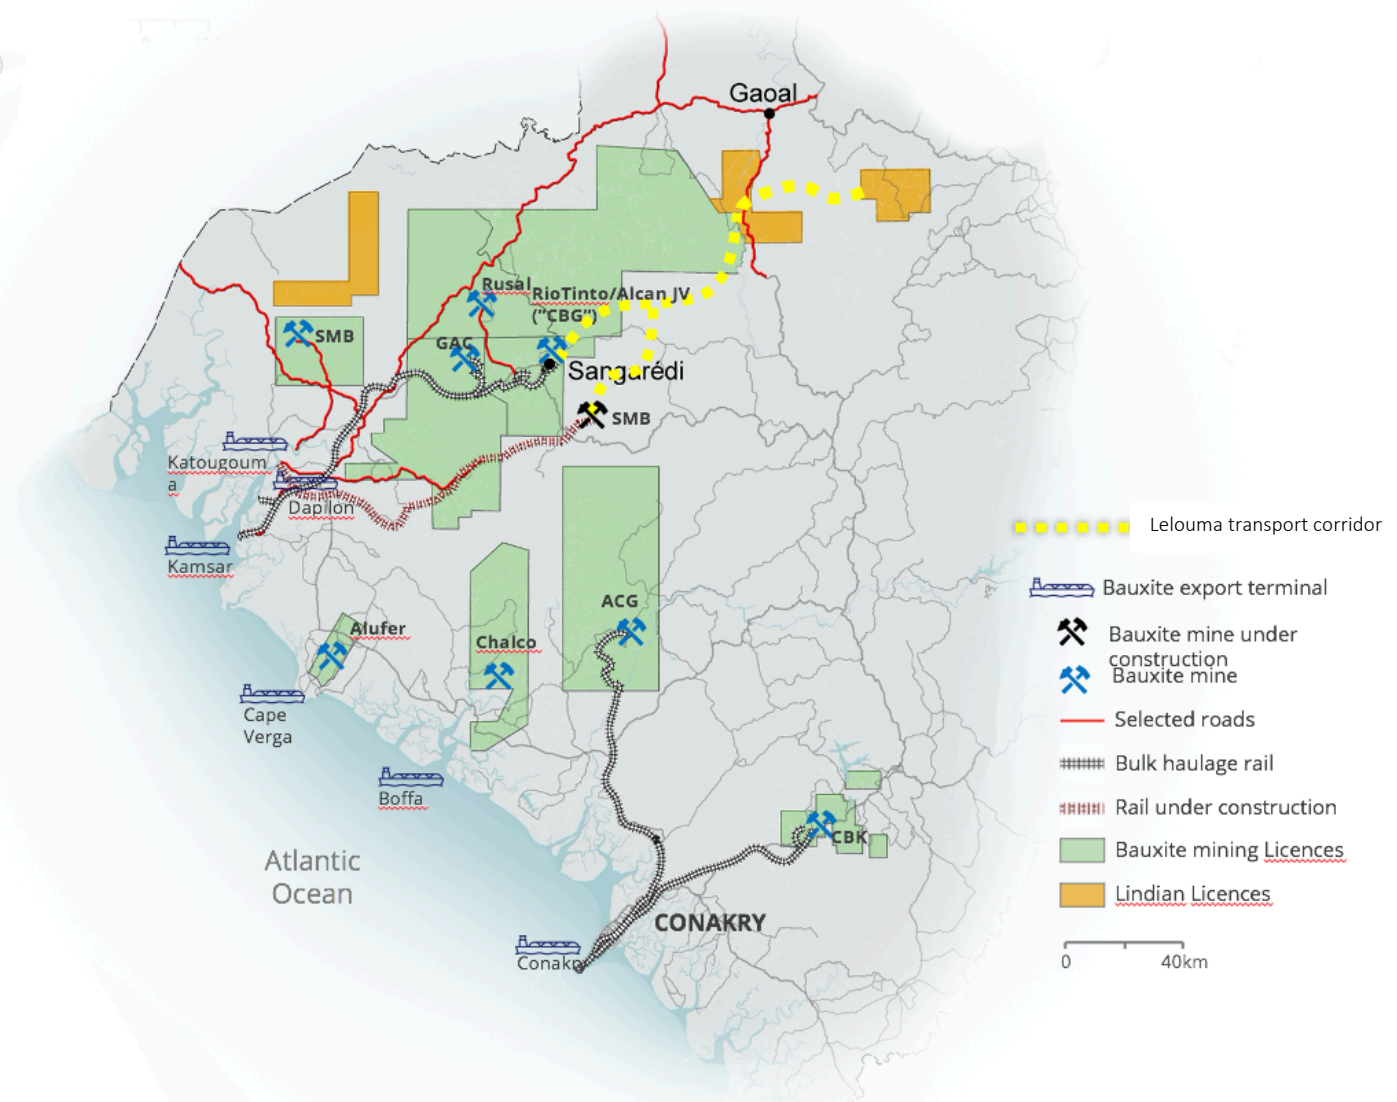 Gaoal
Rusal
RioTinto/Alcan JV
("CBG")
SMB
GAC
Sangarédi
SMB
Katougoum
a
Dapilon
Kamsar
Lelouma transport corridor
Bauxite export terminal
ACG
Alufer
Chalco
Bauxite mine under
construction
Bauxite mine
Cape
Verga
Selected roads
Bulk haulage rail
Boffa
Rail under construction
CBK
Bauxite mining Licences
Atlantic
Ocean
Lindian Licences
CONAKRY
Conakr
0 40km